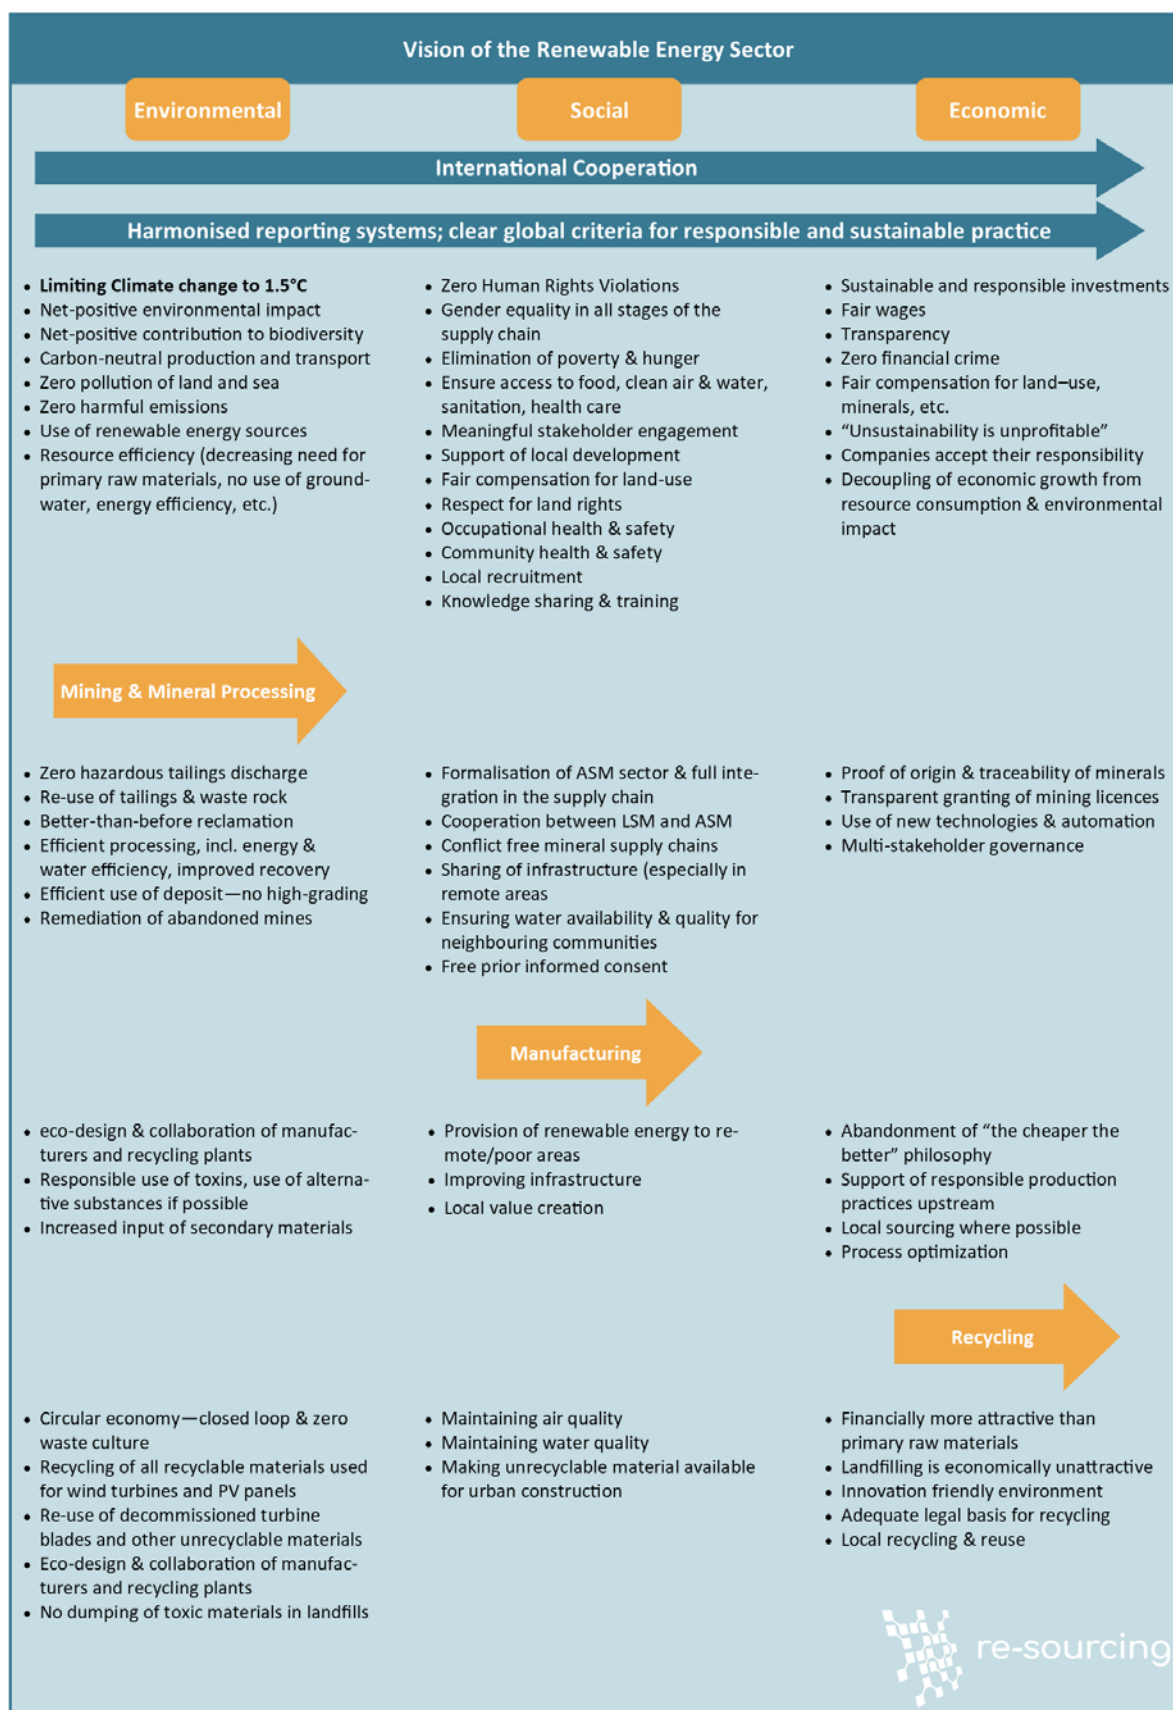 Vision of the Renewable Energy Sector
Environmental
Social
Economic
International Cooperation
Harmonised reporting systems; clear global criteria for responsible and sustainable practice
• Limiting Climate change to 1.5°C
• Net-positive environmental impact
• Net-positive contribution to biodiversity
• Carbon-neutral production and transport
• Zero pollution of land and sea
• Zero harmful emissions
• Use of renewable energy sources
• Resource efficiency (decreasing need for
primary raw materials, no use of ground-
water, energy efficiency, etc.)
• Zero Human Rights Violations
• Gender equality in all stages of the
supply chain
• Elimination of poverty & hunger
• Ensure access to food, clean air & water,
sanitation, health care
• Meaningful stakeholder engagement
• Support of local development
• Fair compensation for land-use
• Respect for land rights
• Occupational health & safety
• Community health & safety
• Local recruitment
• Knowledge sharing & training
• Sustainable and responsible investments
• Fair wages
• Transparency
• Zero financial crime
• Fair compensation for land–use,
minerals, etc.
• “Unsustainability is unprofitable”
• Companies accept their responsibility
• Decoupling of economic growth from
resource consumption & environmental
impact
Mining & Mineral Processing
• Zero hazardous tailings discharge
• Re-use of tailings & waste rock
• Better-than-before reclamation
• Efficient processing, incl. energy &
water efficiency, improved recovery
• Efficient use of deposit—no high-grading
• Remediation of abandoned mines
• Formalisation of ASM sector & full inte-
gration in the supply chain
• Cooperation between LSM and ASM
• Conflict free mineral supply chains
• Sharing of infrastructure (especially in
remote areas
• Ensuring water availability & quality for
neighbouring communities
• Free prior informed consent
• Proof of origin & traceability of minerals
• Transparent granting of mining licences
• Use of new technologies & automation
• Multi-stakeholder governance
Manufacturing
• eco-design & collaboration of manufac-
turers and recycling plants
• Responsible use of toxins, use of alterna-
tive substances if possible
• Increased input of secondary materials
• Provision of renewable energy to re-
mote/poor areas
• Improving infrastructure
• Local value creation
• Abandonment of “the cheaper the
better” philosophy
• Support of responsible production
practices upstream
• Local sourcing where possible
• Process optimization
Recycling
• Circular economy—closed loop & zero
waste culture
• Recycling of all recyclable materials used
for wind turbines and PV panels
• Re-use of decommissioned turbine
blades and other unrecyclable materials
• Eco-design & collaboration of manufac-
turers and recycling plants
• No dumping of toxic materials in landfills
• Maintaining air quality
• Maintaining water quality
• Making unrecyclable material available
for urban construction
• Financially more attractive than
primary raw materials
• Landfilling is economically unattractive
• Innovation friendly environment
• Adequate legal basis for recycling
• Local recycling & reuse
re-sourcing